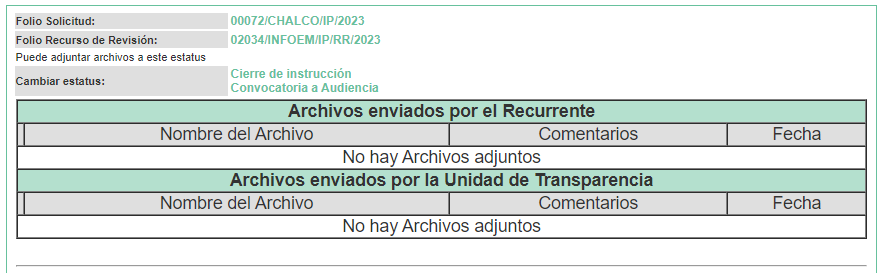 Folio Solicitud: 00072/CHALCO/IP/2023
Folio Recurso de Revisión: 02034/INFOEM/IP/RR/2023
Puede adjuntar archivos a este estatus
Cambiar estatus: Cierre de instrucción
Convocatoria a Audiencia
Archivos enviados por el Recurrente
Nombre del Archivo Comentarios Fecha
No hay Archivos adjuntos
Archivos enviados por la Unidad de Transparencia
Nombre del Archivo Comentarios Fecha
No hay Archivos adjuntos